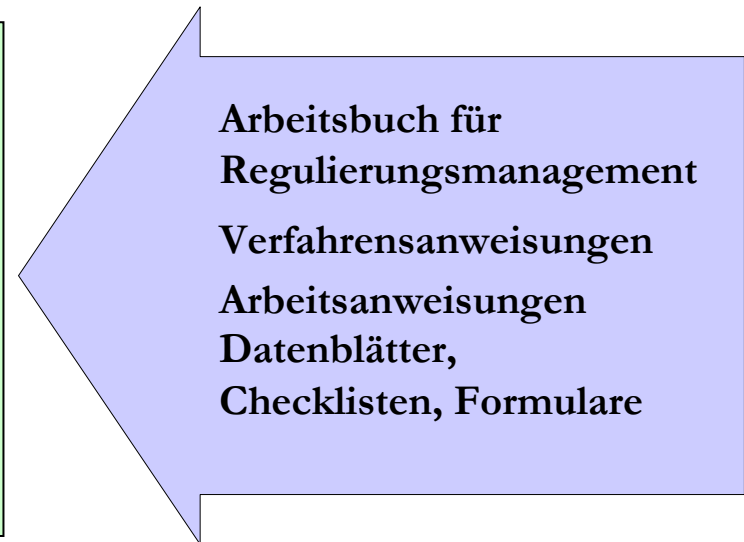 Arbeitsbuch für
Regulierungsmanagement
Verfahrensanweisungen
Arbeitsanweisungen
Datenblätter,
Checklisten, Formulare